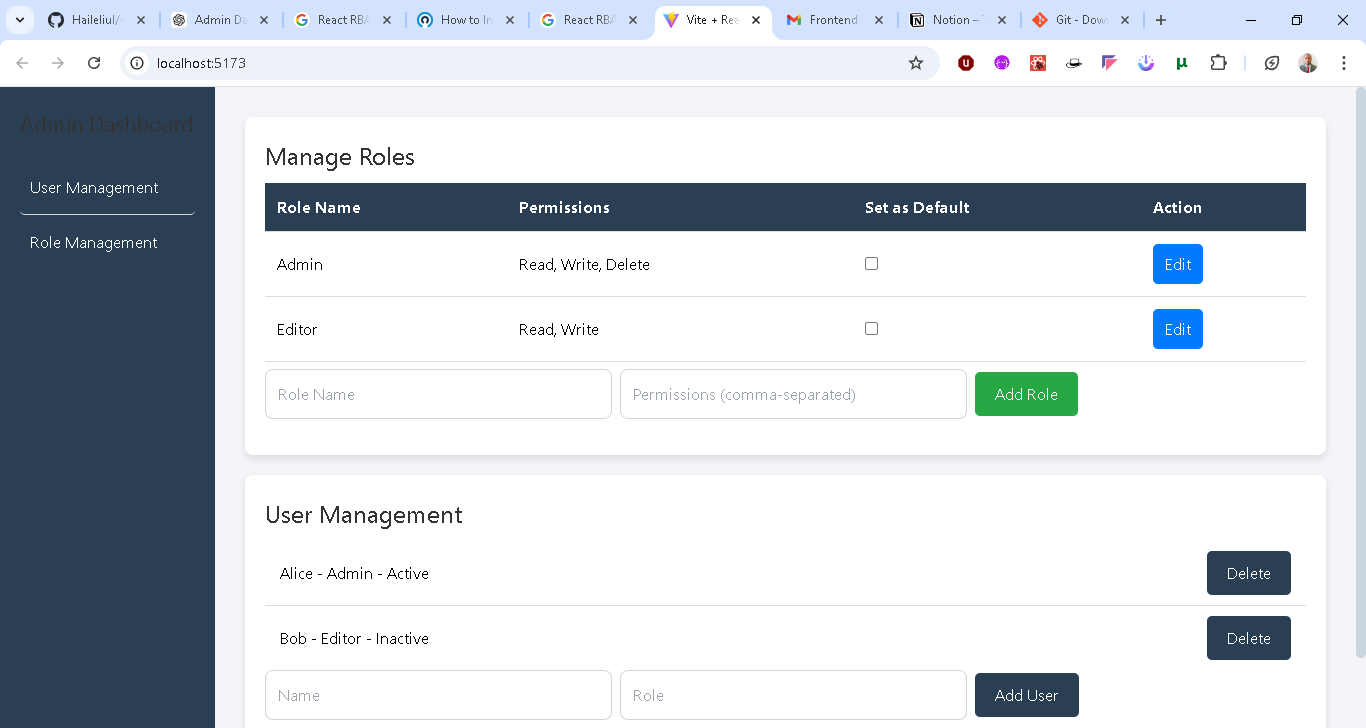 Haileliul/-
Admin Da
React RBA
How to In
React RBA
Vite + Rea
Frontend
Notion –
Git - Dow
localhost:5173
Admin Dashboard
User Management
Role Management
Manage Roles
Role Name Permissions Set as Default Action
Admin Read, Write, Delete Edit
Editor Read, Write Edit
Role Name Permissions (comma-separated) Add Role
User Management
Alice - Admin - Active Delete
Bob - Editor - Inactive Delete
Name Role Add User